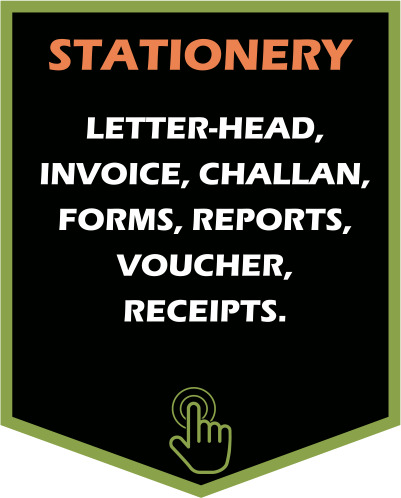 STATIONERY
LETTER-HEAD,
INVOICE, CHALLAN,
FORMS, REPORTS,
VOUCHER,
RECEIPTS.